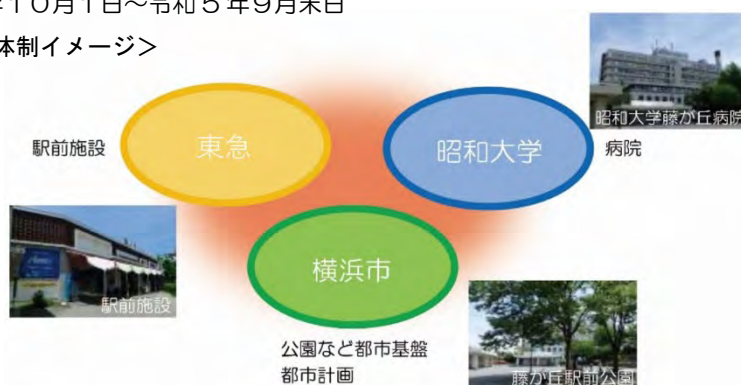 年１０月１日～令和５年９月末日
体制イメージ＞
昭和大学藤が丘病院
駅前施設
東急
昭和大学
病院
駅前施設
横浜市
公園など都市基盤
都市計画
藤が丘駅前公園